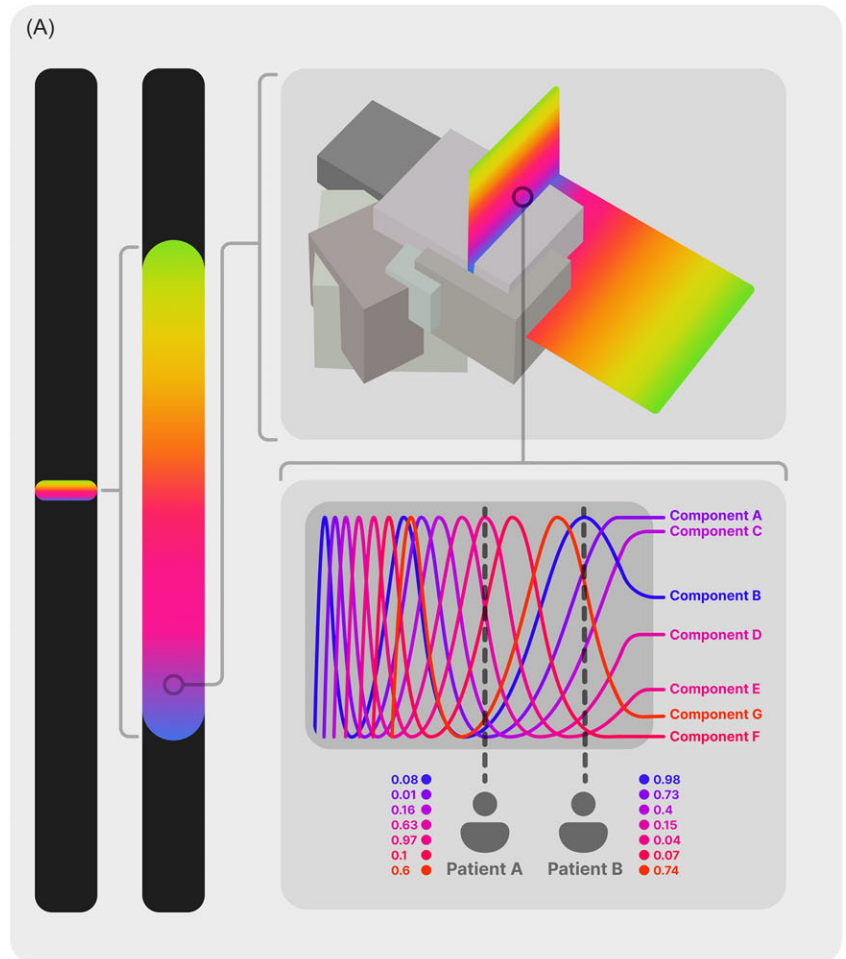 (A)
Component A
Component C
Component B
Component D
Component E
Component G
Component F
0.08
0.01
0.16
0.63
0.97
0.1
0.6
Patient A
Patient B
0.98
0.73
0.4
0.15
0.04
0.07
0.74